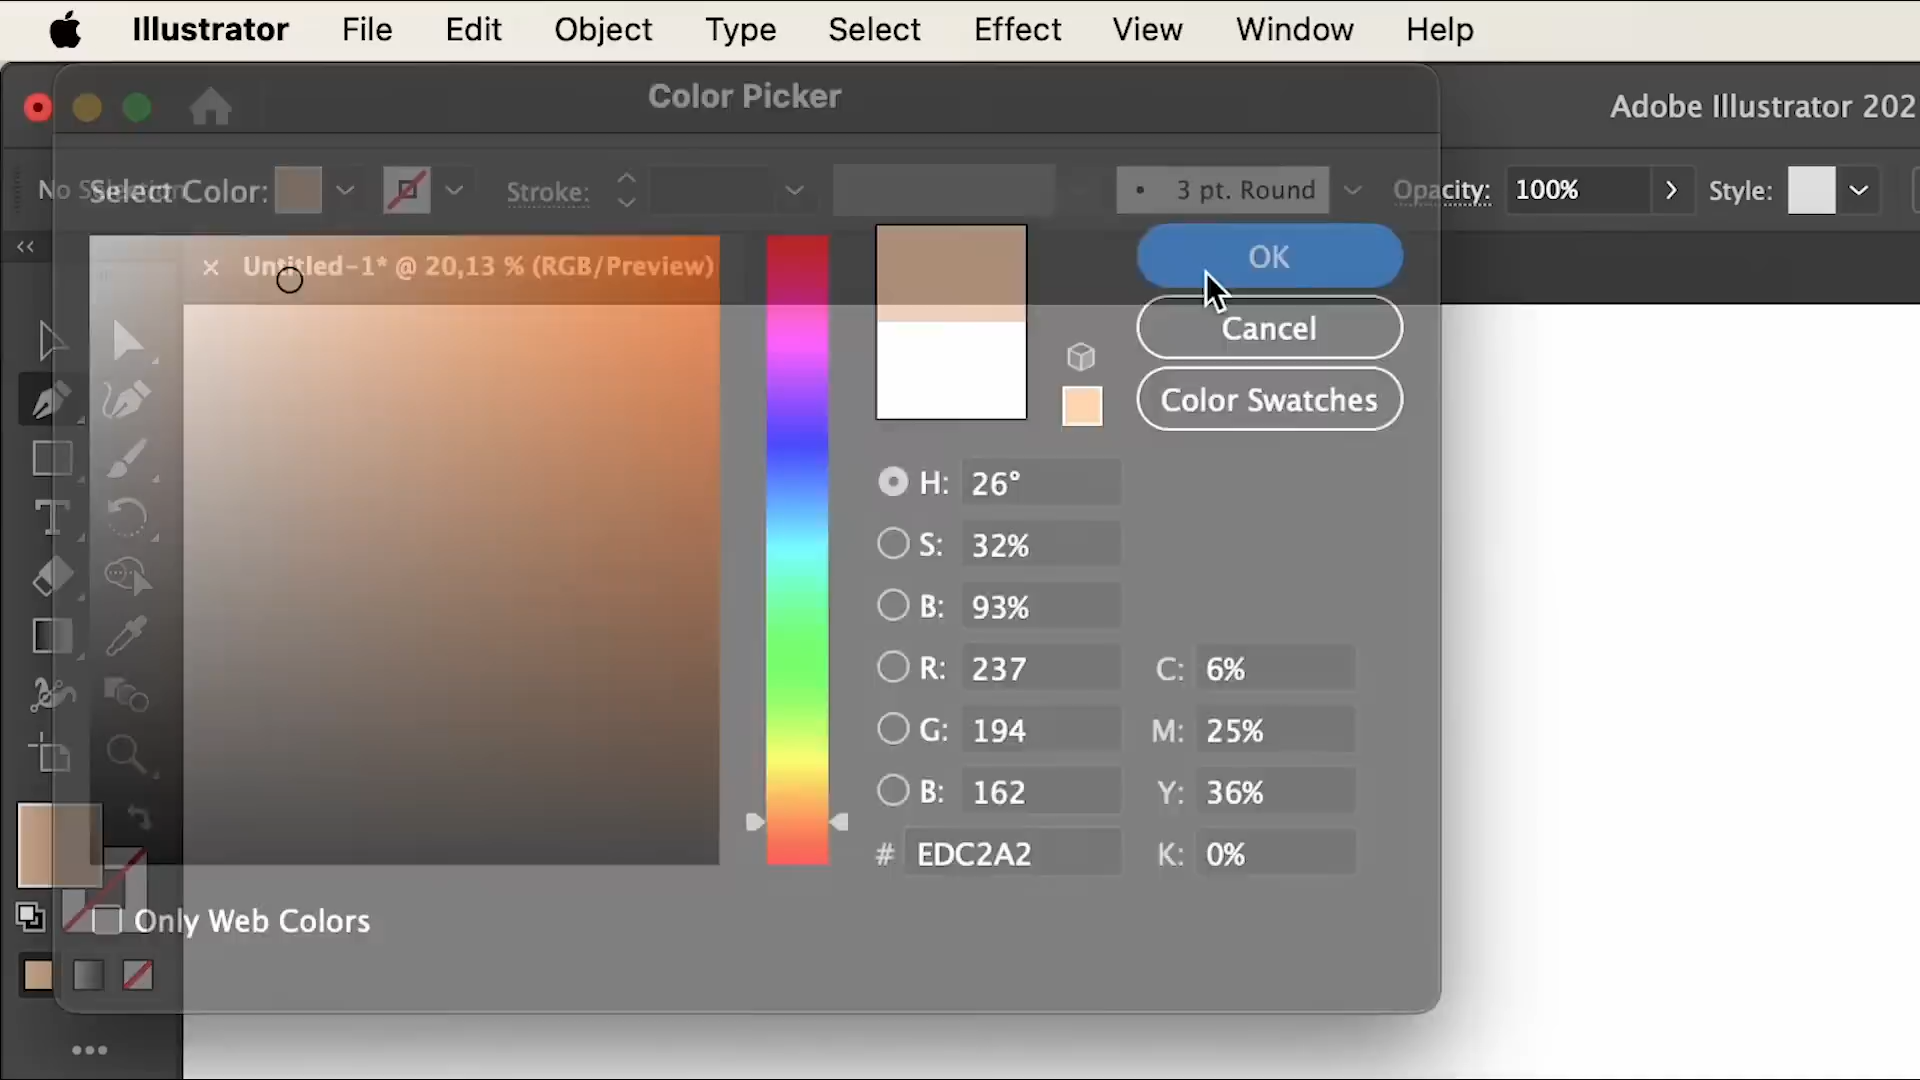 Illustrator File Edit Object Type Select Effect View Window Help
Color Picker
Adobe Illustrator 202
No Selection
Select Color:
Stroke:
• 3 pt. Round
Opacity: 100%
Style:
× Untitled-1* @ 20,13 % (RGB/Preview)
OK
Cancel
Color Swatches
H: 26°
S: 32%
B: 93%
R: 237 C: 6%
G: 194 M: 25%
B: 162 Y: 36%
# EDC2A2 K: 0%
Only Web Colors